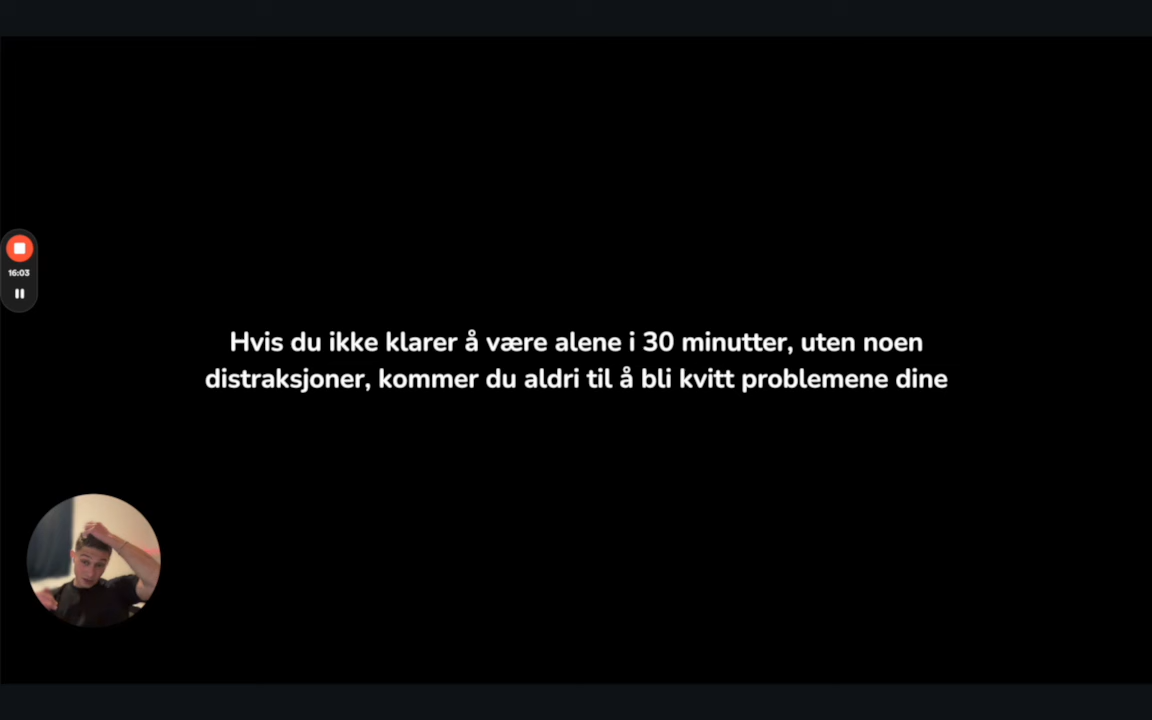 16:03
Hvis du ikke klarer å være alene i 30 minutter, uten noen
distraksjoner, kommer du aldri til å bli kvitt problemene dine